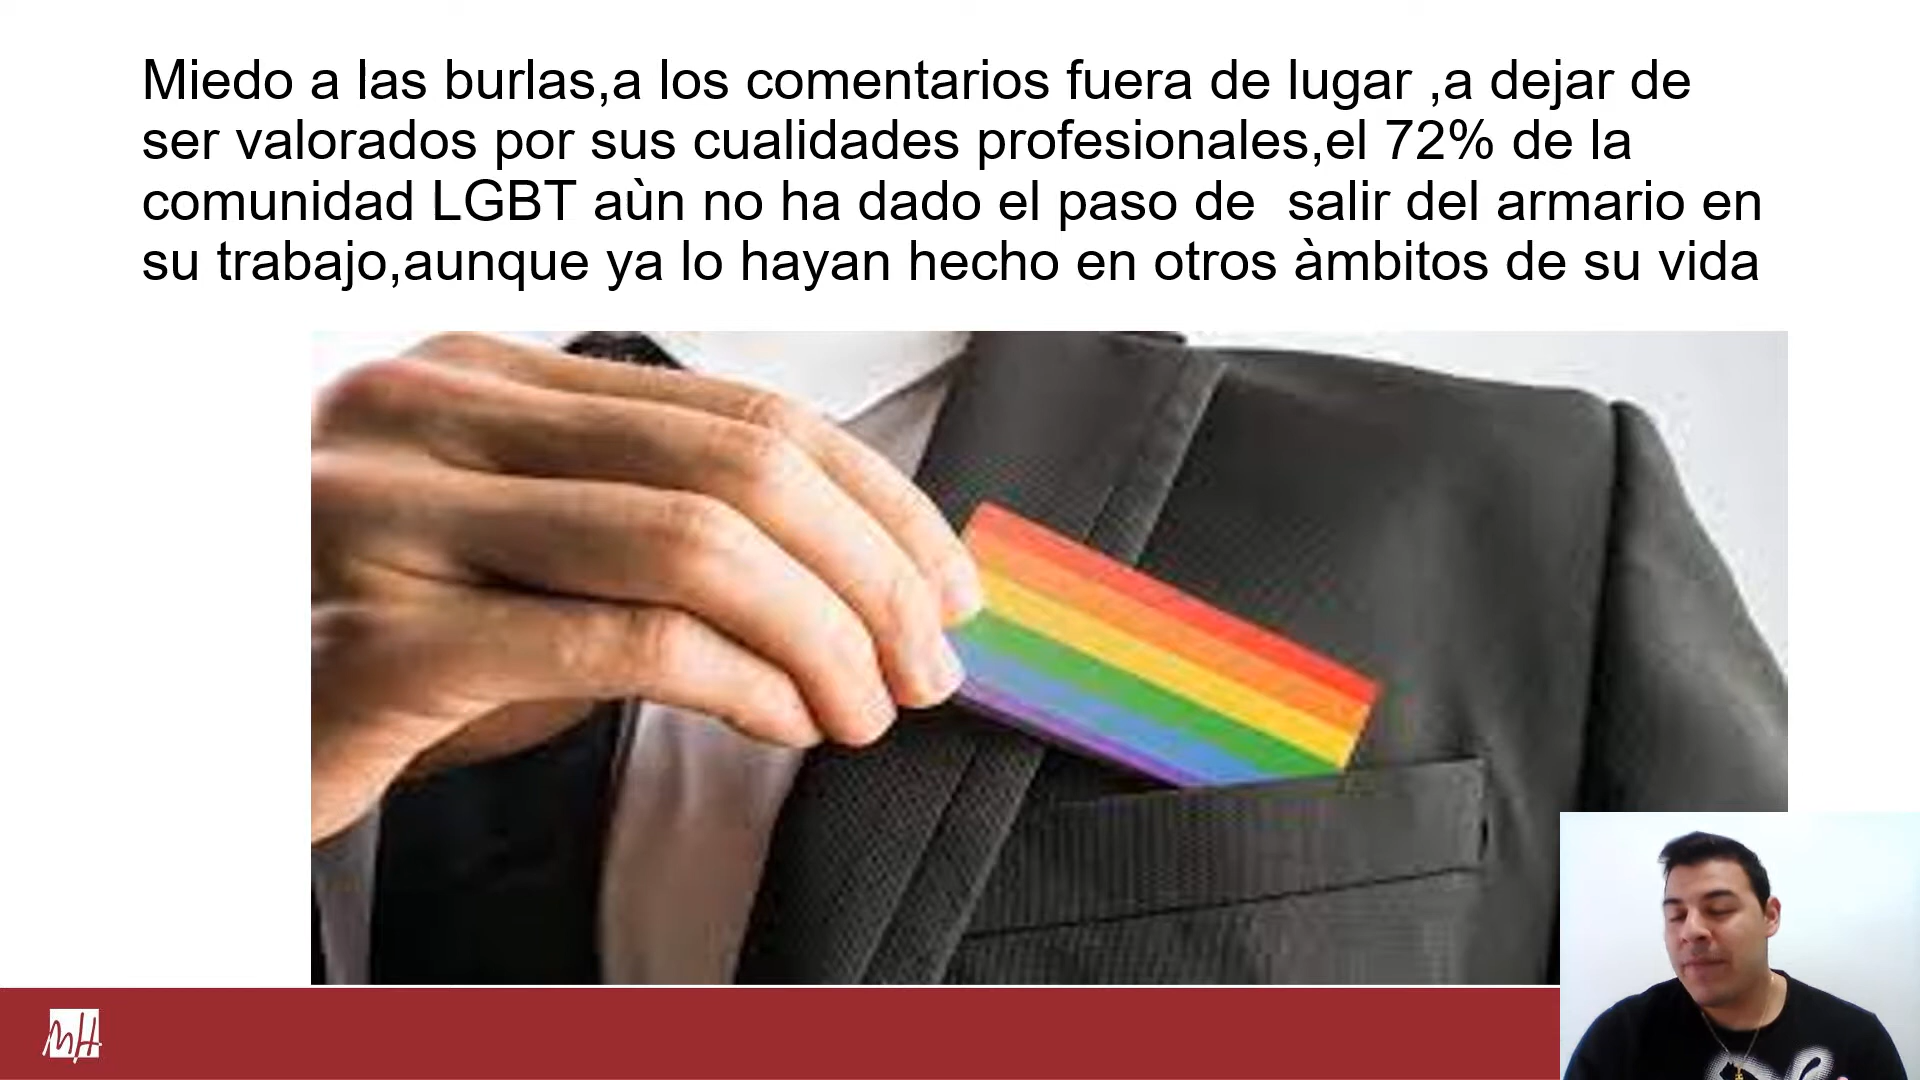 Miedo a las burlas,a los comentarios fuera de lugar ,a dejar de
ser valorados por sus cualidades profesionales,el 72% de la
comunidad LGBT aùn no ha dado el paso de  salir del armario en
su trabajo,aunque ya lo hayan hecho en otros àmbitos de su vida
MH